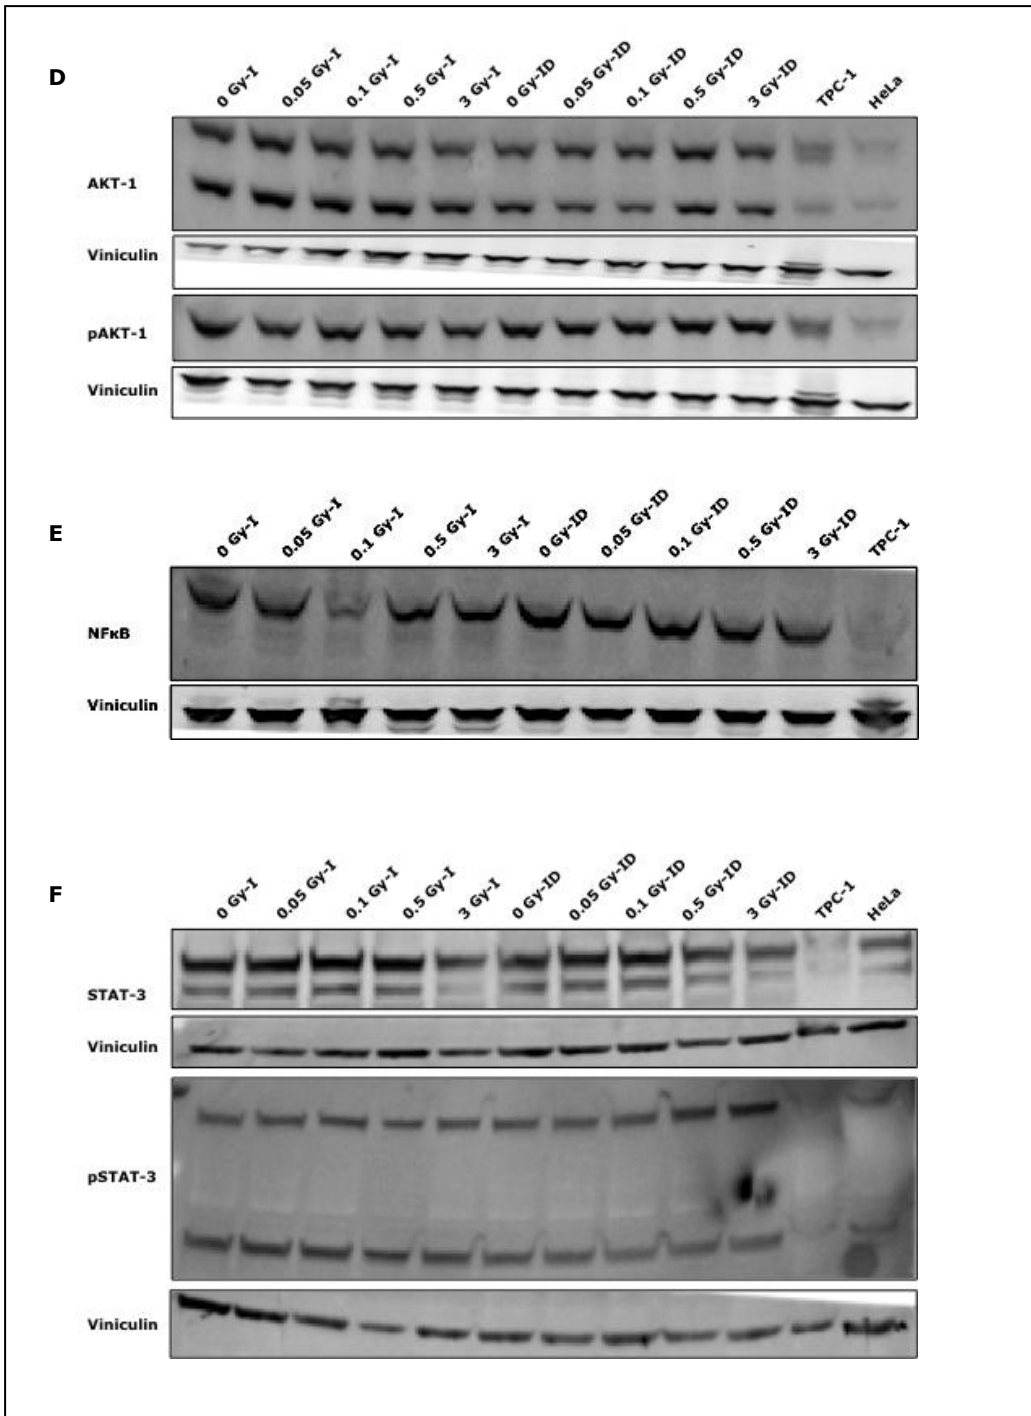 D
0 Gy-I 0.05 Gy-I 0.1 Gy-I 0.5 Gy-I 3 Gy-I 0 Gy-ID 0.05 Gy-ID 0.1 Gy-ID 0.5 Gy-ID 3 Gy-ID TPC-1 HeLa
AKT-1
Viniculin
pAKT-1
Viniculin
E
0 Gy-I 0.05 Gy-I 0.1 Gy-I 0.5 Gy-I 3 Gy-I 0 Gy-ID 0.05 Gy-ID 0.1 Gy-ID 0.5 Gy-ID 3 Gy-ID TPC-1
NFκB
Viniculin
F
0 Gy-I 0.05 Gy-I 0.1 Gy-I 0.5 Gy-I 3 Gy-I 0 Gy-ID 0.05 Gy-ID 0.1 Gy-ID 0.5 Gy-ID 3 Gy-ID TPC-1 HeLa
STAT-3
Viniculin
pSTAT-3
Viniculin